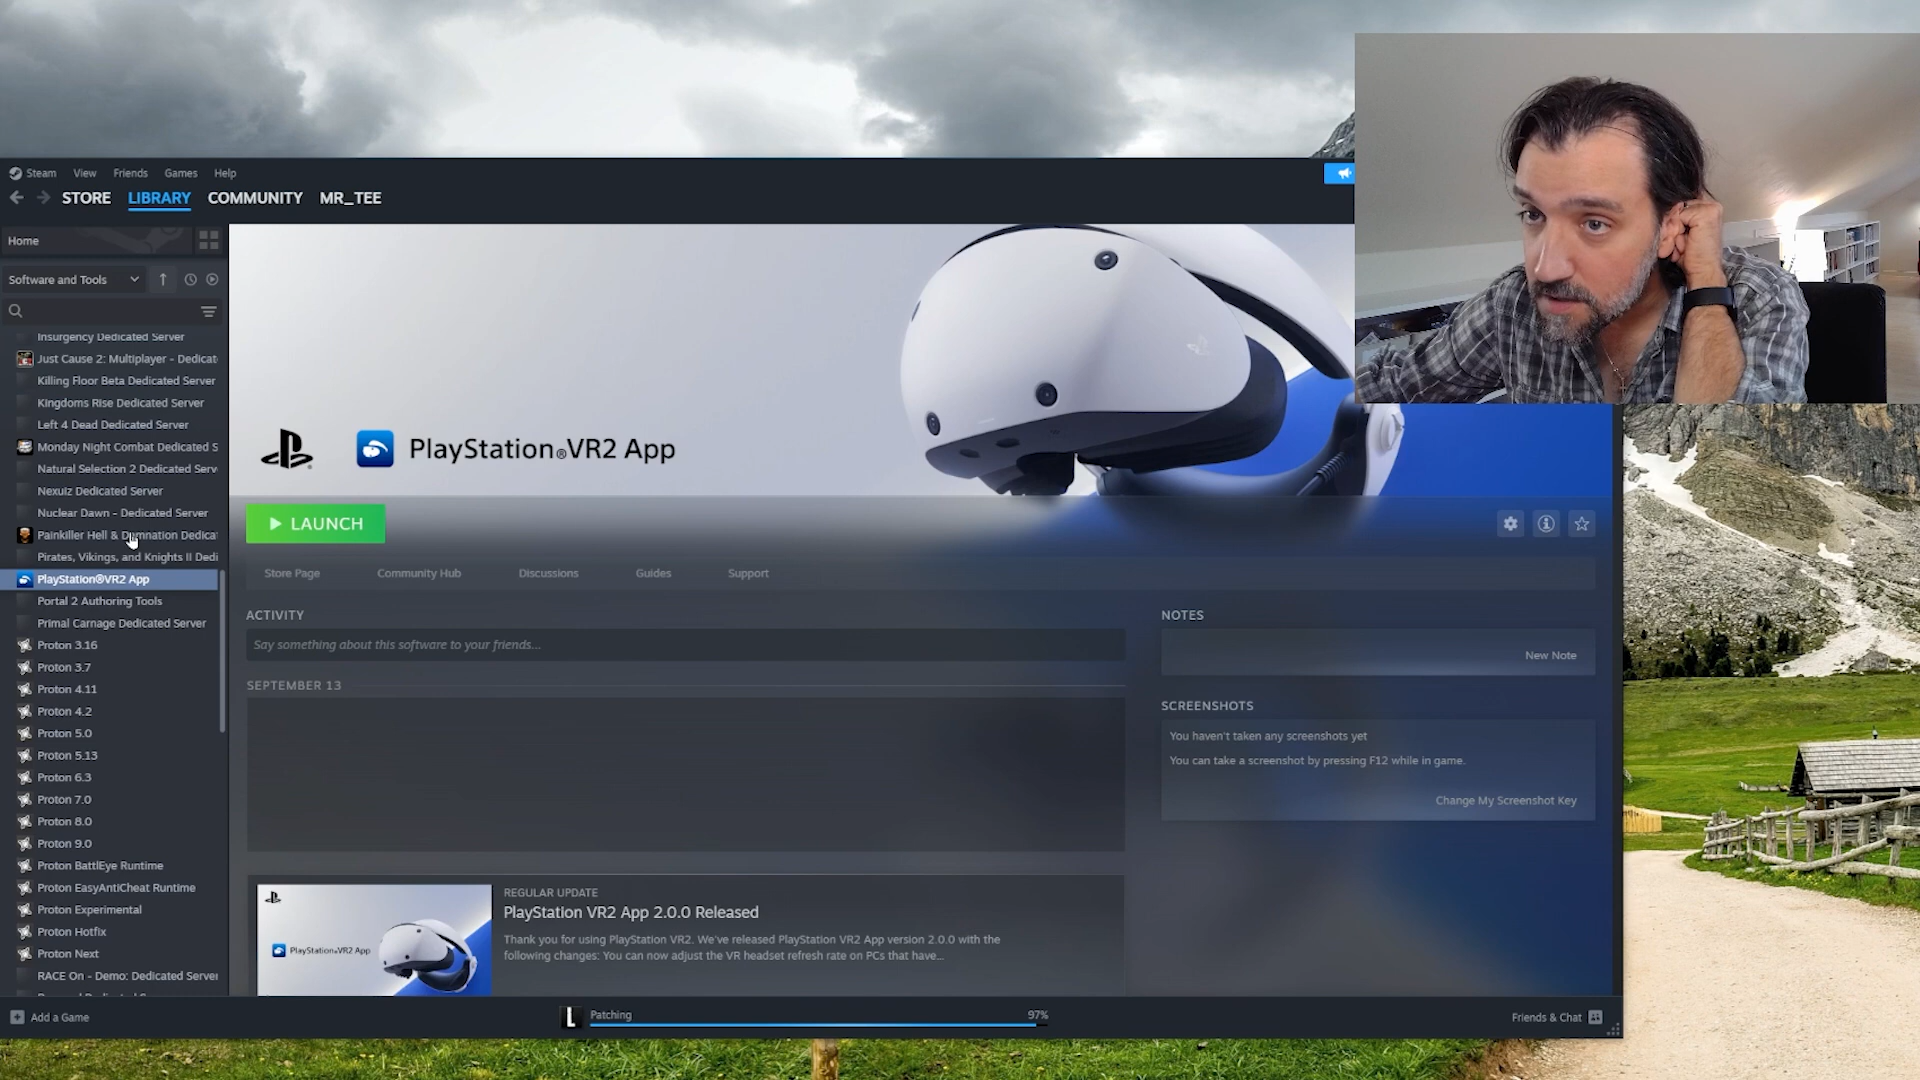 Steam View Friends Games Help
STORE LIBRARY COMMUNITY MR_TEE
Home
Software and Tools
Insurgency Dedicated Server
Just Cause 2: Multiplayer - Dedicat
Killing Floor Beta Dedicated Server
Kingdoms Rise Dedicated Server
Left 4 Dead Dedicated Server
Monday Night Combat Dedicated S
Natural Selection 2 Dedicated Serv
Nexuiz Dedicated Server
Nuclear Dawn - Dedicated Server
Painkiller Hell & Damnation Dedica
Pirates, Vikings, and Knights II Dedi
PlayStation®VR2 App
Portal 2 Authoring Tools
Primal Carnage Dedicated Server
Proton 3.16
Proton 3.7
Proton 4.11
Proton 4.2
Proton 5.0
Proton 5.13
Proton 6.3
Proton 7.0
Proton 8.0
Proton 9.0
Proton BattlEye Runtime
Proton EasyAntiCheat Runtime
Proton Experimental
Proton Hotfix
Proton Next
RACE On - Demo: Dedicated Server
Add a Game
PlayStation®VR2 App
LAUNCH
Store Page Community Hub Discussions Guides Support
ACTIVITY
Say something about this software to your friends...
SEPTEMBER 13
PlayStation®VR2 App
REGULAR UPDATE
PlayStation VR2 App 2.0.0 Released
Thank you for using PlayStation VR2. We've released PlayStation VR2 App version 2.0.0 with the
following changes: You can now adjust the VR headset refresh rate on PCs that have...
NOTES
New Note
SCREENSHOTS
You haven't taken any screenshots yet
You can take a screenshot by pressing F12 while in game.
Change My Screenshot Key
L Patching 97%
Friends & Chat